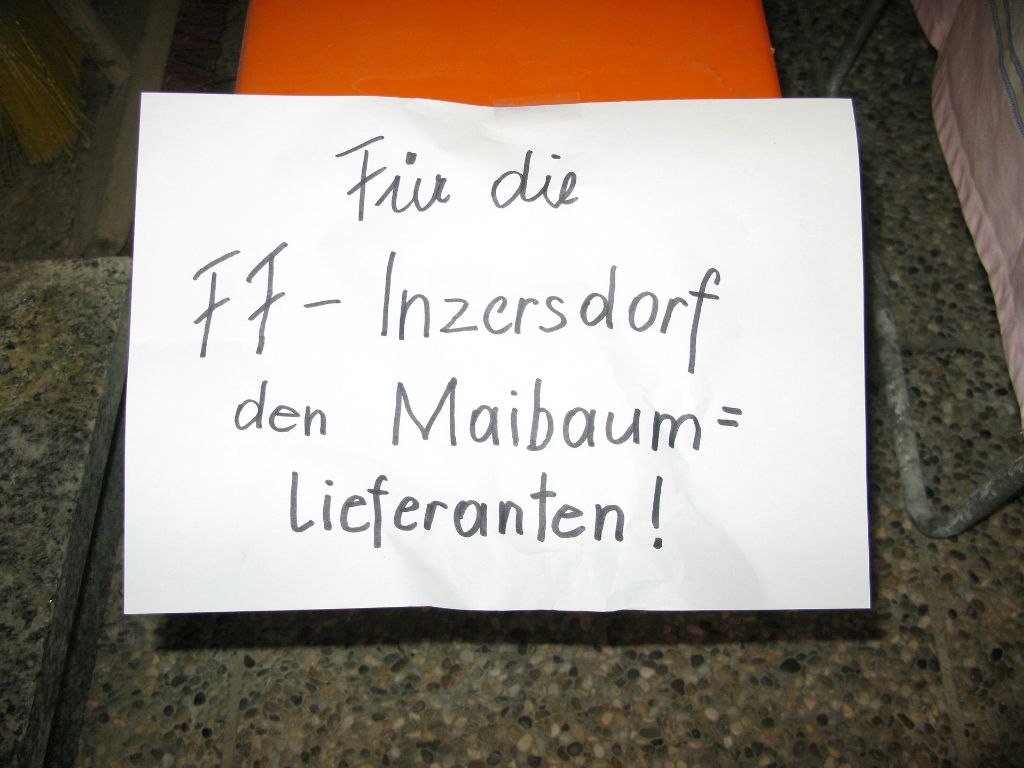 Für die
FF - Inzersdorf
den Maibaum=
lieferanten!